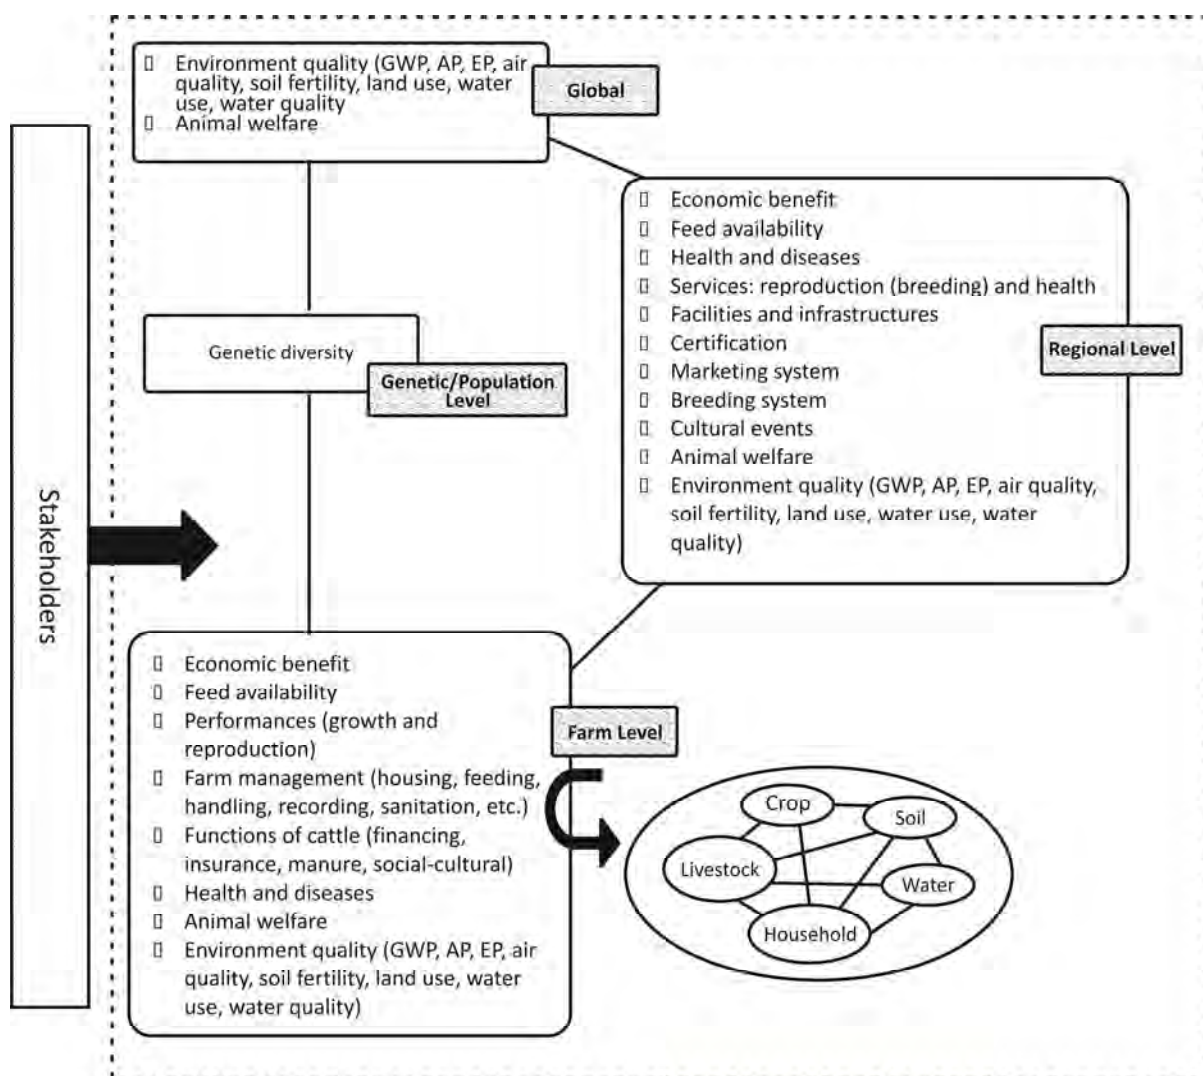 Environment quality (GWP, AP, EP, air
quality, soil fertility, land use, water
use, water quality
Animal welfare
Global
Economic benefit
Feed availability
Health and diseases
Services: reproduction (breeding) and health
Facilities and infrastructures
Certification
Marketing system
Breeding system
Cultural events
Animal welfare
Environment quality (GWP, AP, EP, air quality,
soil fertility, land use, water use, water
quality)
Regional Level
Genetic diversity
Genetic/Population
Level
Stakeholders
Economic benefit
Feed availability
Performances (growth and
reproduction)
Farm management (housing, feeding,
handling, recording, sanitation, etc.)
Functions of cattle (financing,
insurance, manure, social-cultural)
Health and diseases
Animal welfare
Environment quality (GWP, AP, EP, air
quality, soil fertility, land use, water
use, water quality)
Farm Level
Crop
Soil
Livestock
Water
Household